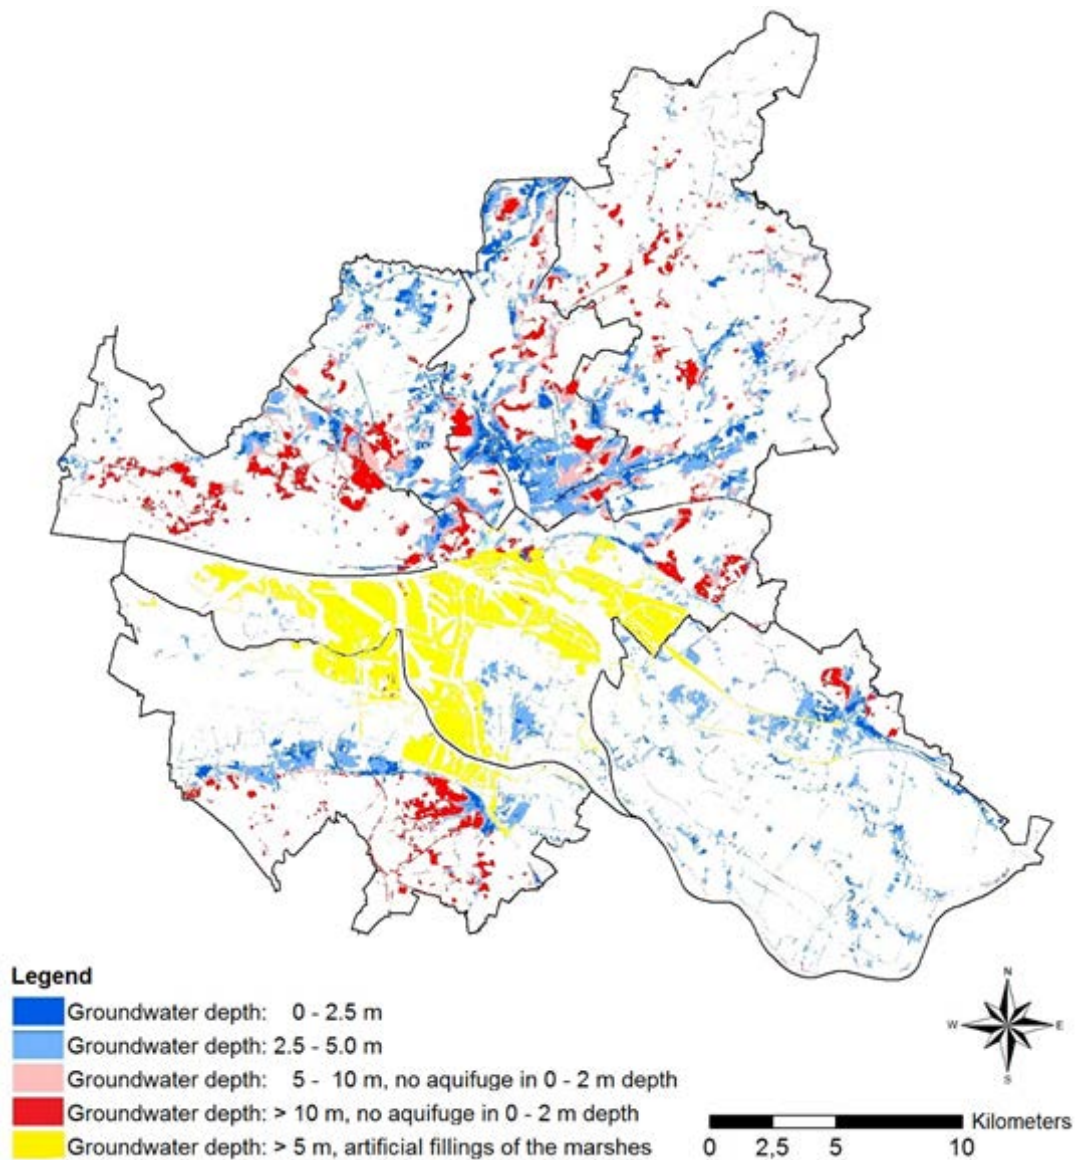 Legend
Groundwater depth: 0 - 2.5 m
Groundwater depth: 2.5 - 5.0 m
Groundwater depth: 5 - 10 m, no aquifuge in 0 - 2 m depth
Groundwater depth: > 10 m, no aquifuge in 0 - 2 m depth
Groundwater depth: > 5 m, artificial fillings of the marshes
N
W E
S
Kilometers
0 2,5 5 10